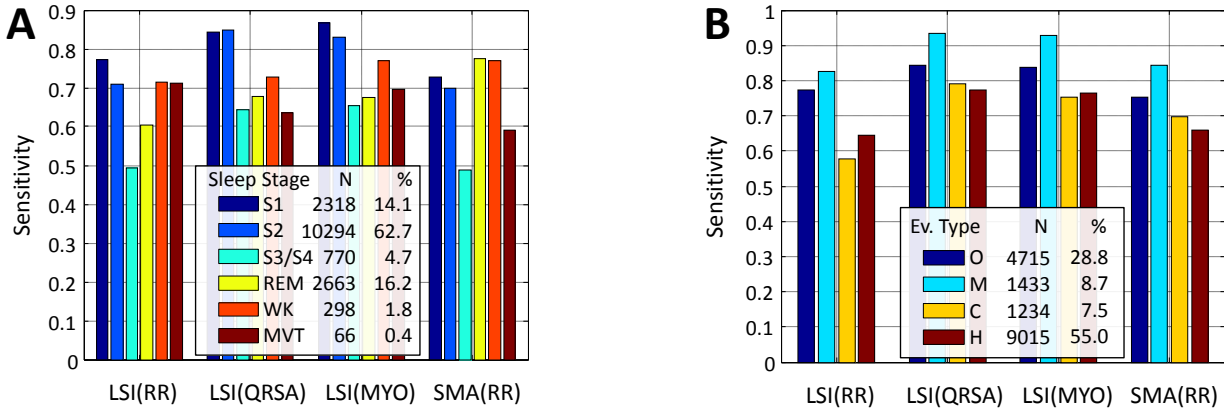 A
Sensitivity
0.9
0.8
0.7
0.6
0.5
0.4
0.3
0.2
0.1
0
Sleep Stage N %
S1 2318 14.1
S2 10294 62.7
S3/S4 770 4.7
REM 2663 16.2
WK 298 1.8
MVT 66 0.4
LSI(RR) LSI(QRSA) LSI(MYO) SMA(RR)
B
Sensitivity
1
0.9
0.8
0.7
0.6
0.5
0.4
0.3
0.2
0.1
0
Ev. Type N %
O 4715 28.8
M 1433 8.7
C 1234 7.5
H 9015 55.0
LSI(RR) LSI(QRSA) LSI(MYO) SMA(RR)